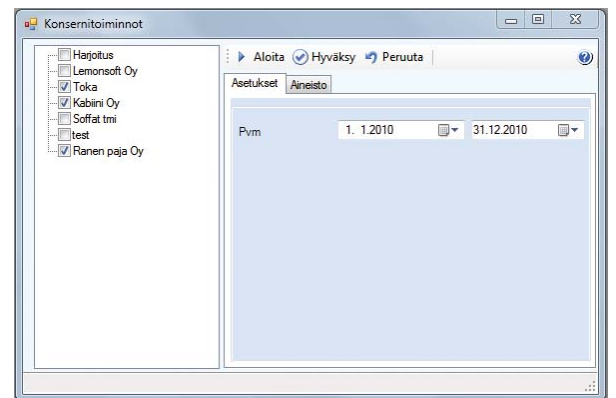 Konsernitoiminnot
Harjoitus
Lemonsoft Oy
Toka
Kabiini Oy
Soffat tmi
test
Ranen paja Oy
Aloita Hyväksy Peruuta
Asetukset Aineisto
Pvm 1. 1.2010 31.12.2010